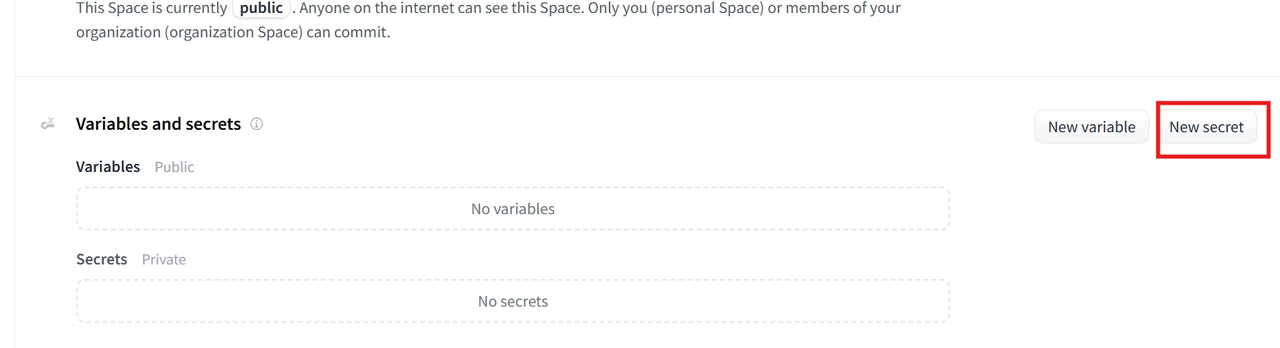 This Space is currently public . Anyone on the internet can see this Space. Only you (personal Space) or members of your
organization (organization Space) can commit.
Variables and secrets
New variable
New secret
Variables Public
No variables
Secrets Private
No secrets